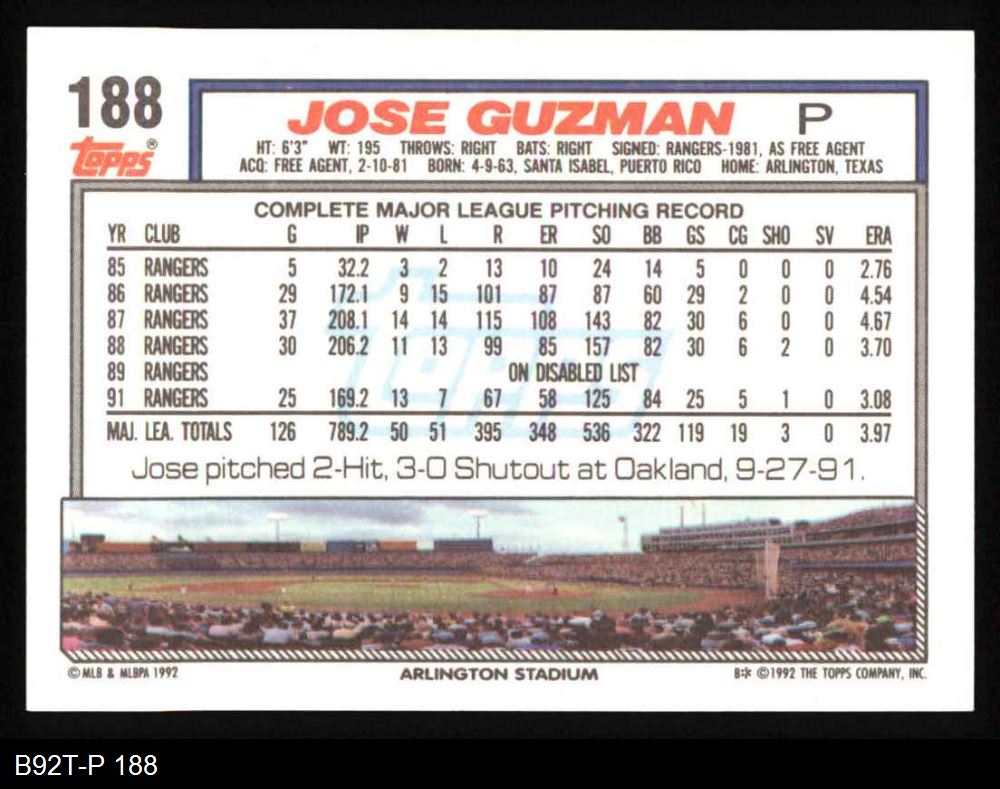 188
Topps®
JOSE GUZMAN P
HT: 6'3" WT: 195 THROWS: RIGHT BATS: RIGHT SIGNED: RANGERS-1981, AS FREE AGENT
ACQ: FREE AGENT, 2-10-81 BORN: 4-9-63, SANTA ISABEL, PUERTO RICO HOME: ARLINGTON, TEXAS
COMPLETE MAJOR LEAGUE PITCHING RECORD
YR CLUB G IP W L R ER SO BB GS CG SHO SV ERA
85 RANGERS 5 32.2 3 2 13 10 24 14 5 0 0 0 2.76
86 RANGERS 29 172.1 9 15 101 87 87 60 29 2 0 0 4.54
87 RANGERS 37 208.1 14 14 115 108 143 82 30 6 0 0 4.67
88 RANGERS 30 206.2 11 13 99 85 157 82 30 6 2 0 3.70
89 RANGERS ON DISABLED LIST
91 RANGERS 25 169.2 13 7 67 58 125 84 25 5 1 0 3.08
MAJ. LEA. TOTALS 126 789.2 50 51 395 348 536 322 119 19 3 0 3.97
Topps
Jose pitched 2-Hit, 3-0 Shutout at Oakland, 9-27-91.
© MLB & MLBPA 1992 ARLINGTON STADIUM B** ©1992 THE TOPPS COMPANY, INC.
B92T-P 188